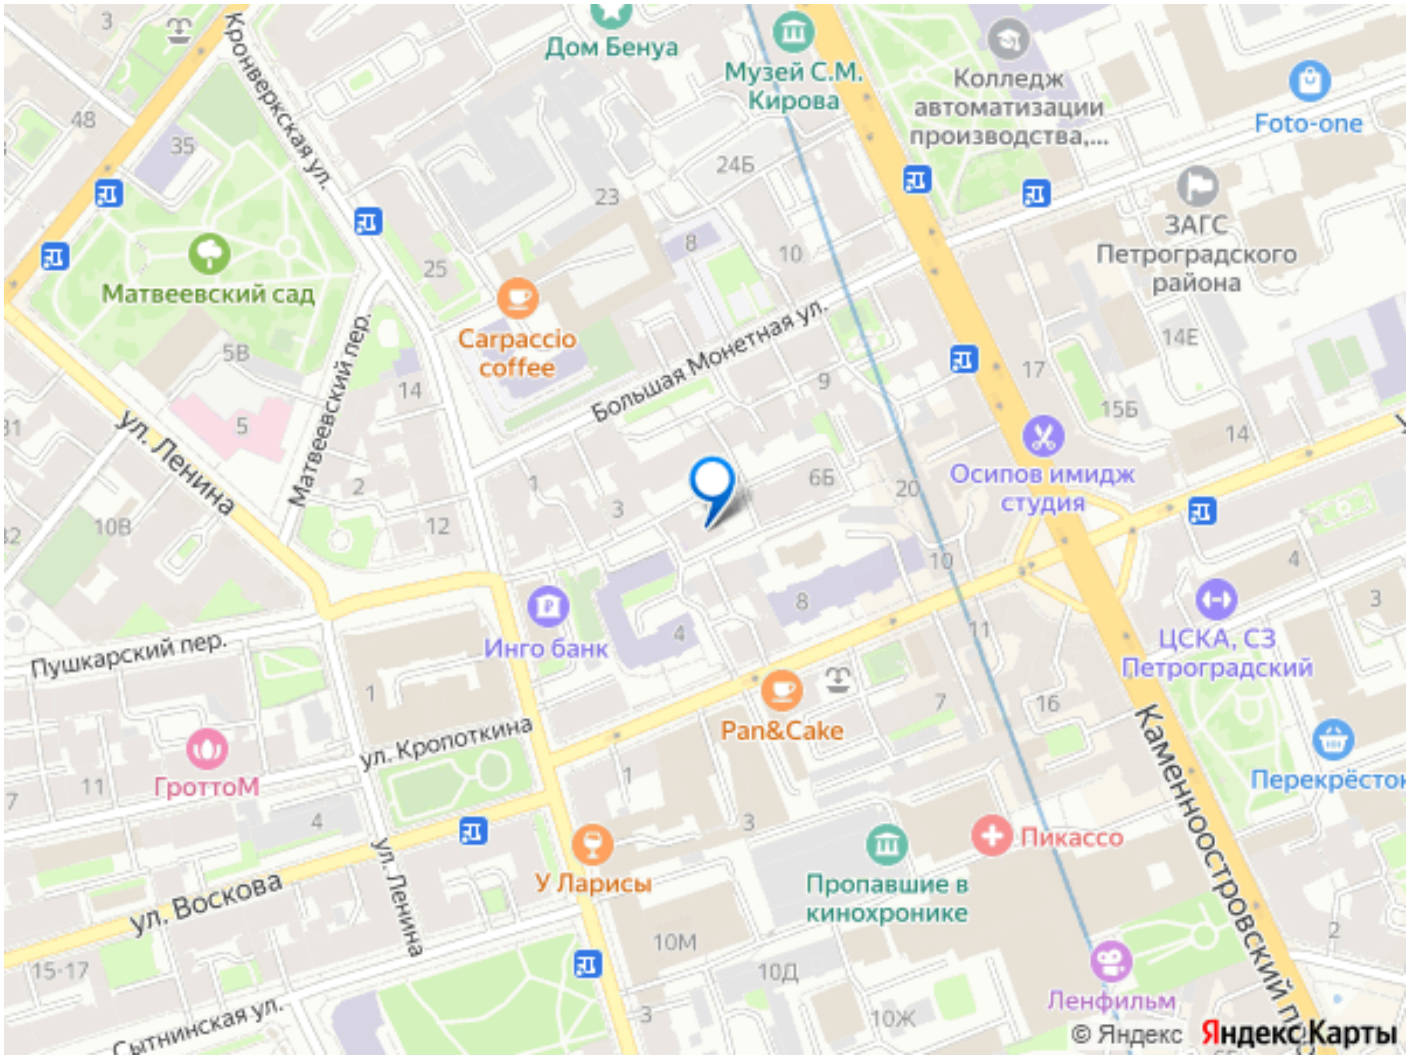 3
Кронверкская ул.
Дом Бенуа
Музей С.М.
Кирова
Колледж
автоматизации
производства,...
Foto-one
48
35
24Б
23
ЗАГС
Петроградского
района
8
10
25
Матвеевский сад
Carpaccio
coffee
Большая Монетная ул.
Матвеевский пер.
5В
14
14Е
17
9
15Б
14
31
5
ул. Ленина
Осипов имидж
студия
2
1
3
6Б
20
32
10В
12
10
4
8
3
Инго банк
4
11
ЦСКА, СЗ
Петроградский
Пушкарский пер.
1
7
16
Pan&Cake
ул. Кропоткина
Каменноостровский п
ГроттоМ
Перекрёсток
7
11
1
4
3
Пикассо
ул. Ленина
У Ларисы
Пропавшие в
кинохронике
ул. Воскова
10М
2
15-17
10Д
Ленфильм
Сытнинская ул.
3
10Ж
© Яндекс Яндекс Карты